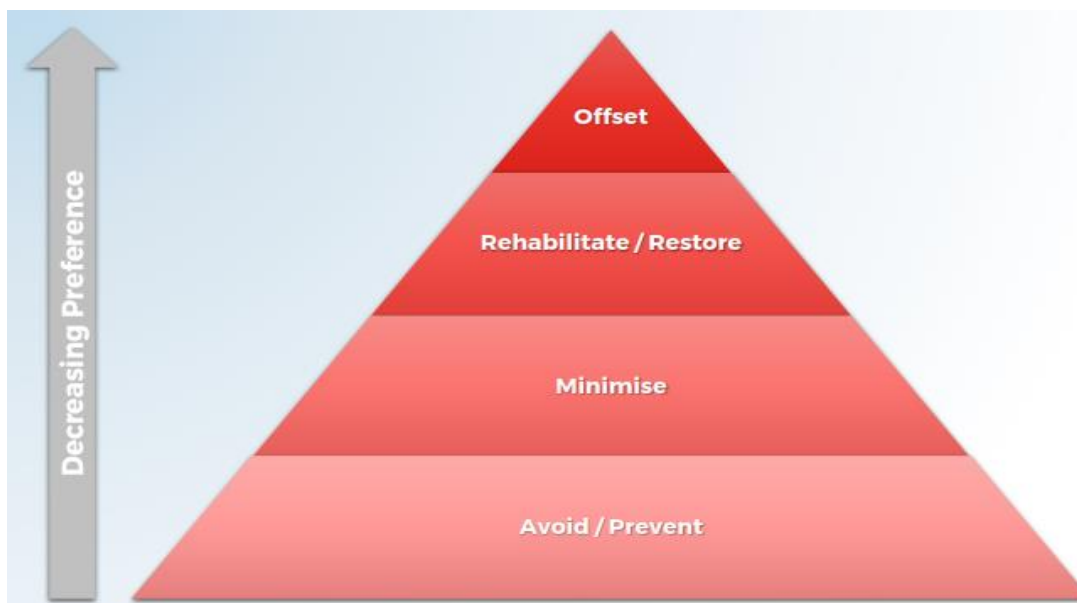 Decreasing Preference
Offset
Rehabilitate / Restore
Minimise
Avoid / Prevent